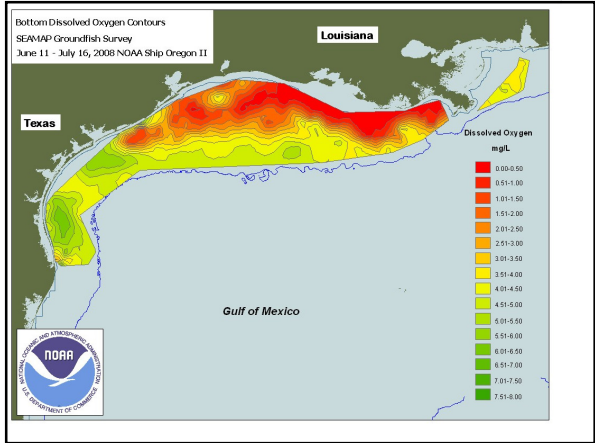 Bottom Dissolved Oxygen Contours
SEAMAP Groundfish Survey
June 11 - July 16, 2008 NOAA Ship Oregon II
Louisiana
Texas
Dissolved Oxygen
mg/L
0.00-0.50
0.51-1.00
1.01-1.50
1.51-2.00
2.01-2.50
2.51-3.00
3.01-3.50
3.51-4.00
4.01-4.50
4.51-5.00
5.01-5.50
5.51-6.00
6.01-6.50
6.51-7.00
7.01-7.50
7.51-8.00
Gulf of Mexico
NATIONAL OCEANIC AND ATMOSPHERIC ADMINISTRATION
NOAA
U.S. DEPARTMENT OF COMMERCE